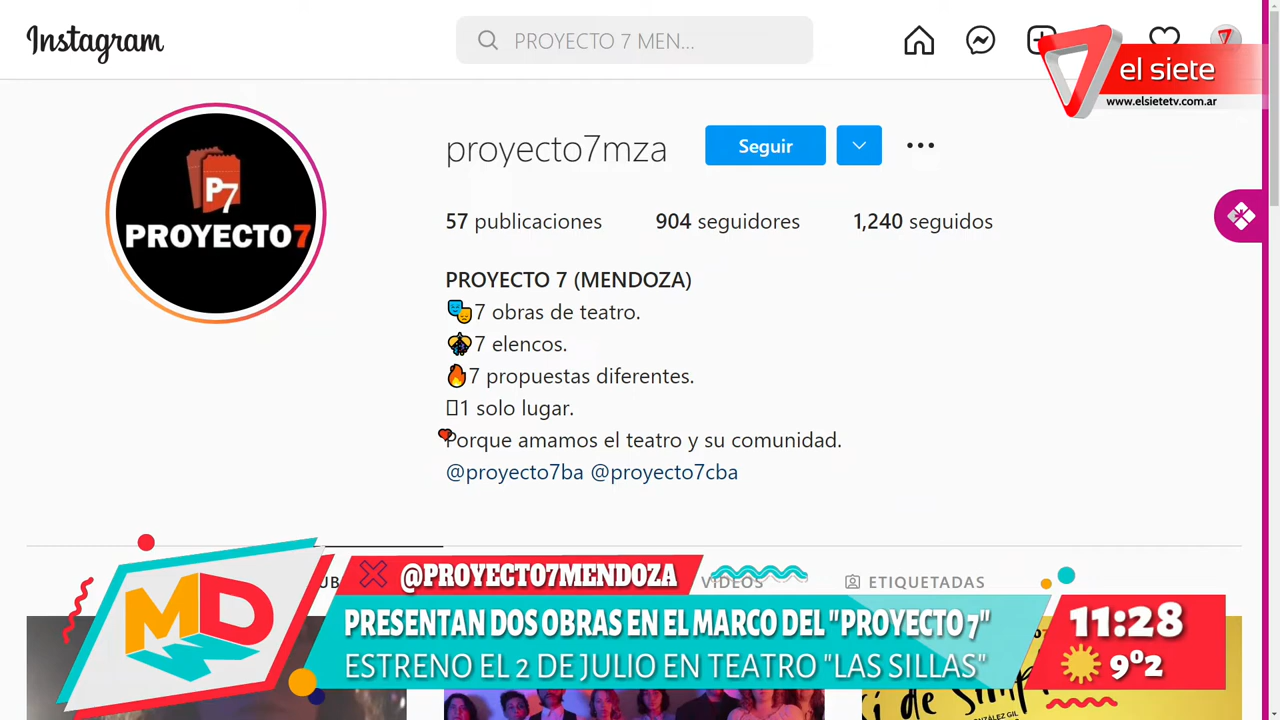 Instagram
PROYECTO 7 MEN...
el siete
www.elsietetv.com.ar
P7
PROYECTO7
proyecto7mza
Seguir
57 publicaciones 904 seguidores 1,240 seguidos
PROYECTO 7 (MENDOZA)
7 obras de teatro.
7 elencos.
7 propuestas diferentes.
1 solo lugar.
Porque amamos el teatro y su comunidad.
@proyecto7ba @proyecto7cba
VIDEOS
ETIQUETADAS
MD
@PROYECTO7MENDOZA
PRESENTAN DOS OBRAS EN EL MARCO DEL "PROYECTO 7"
ESTRENO EL 2 DE JULIO EN TEATRO "LAS SILLAS"
11:28
9º2